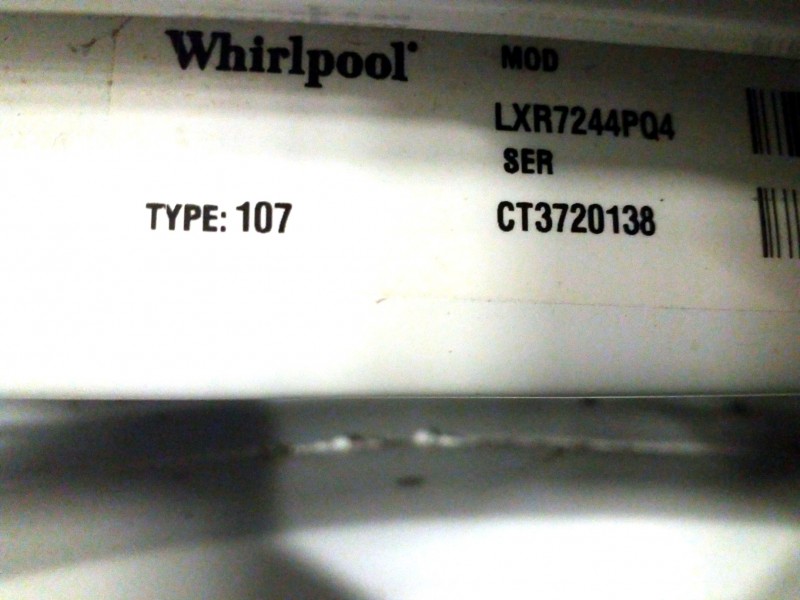 Whirlpool®
MOD
LXR7244PQ4
SER
TYPE: 107
CT3720138